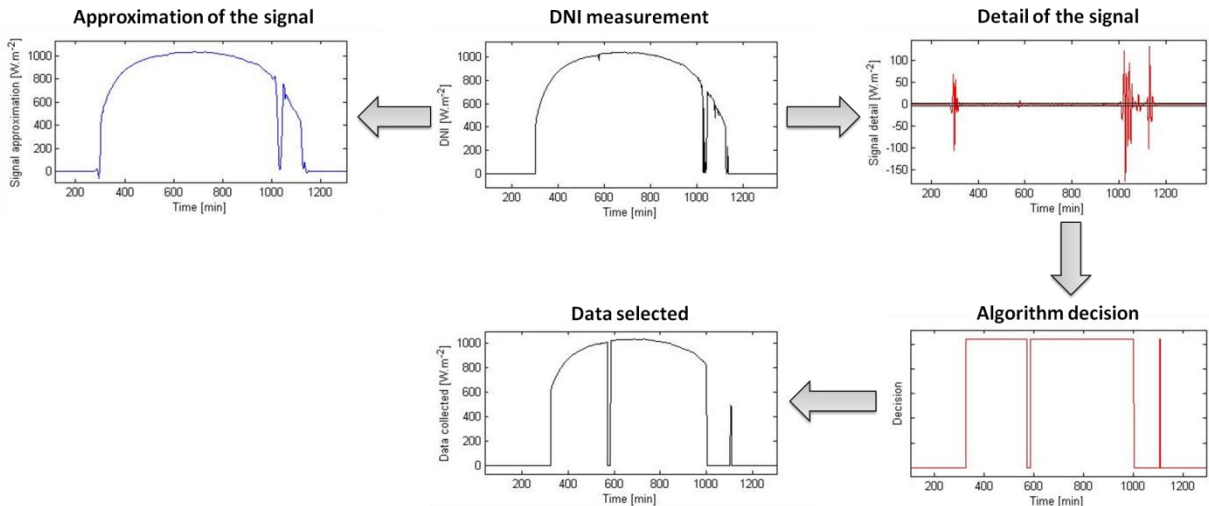 Approximation of the signal
Signal approximation [W.m-2]
1000
800
600
400
200
0
200 400 600 800 1000 1200
Time [min]
DNI measurement
DNI [W.m-2]
1000
800
600
400
200
0
200 400 600 800 1000 1200
Time [min]
Detail of the signal
Signal detail [W.m-2]
100
50
0
-50
-100
-150
200 400 600 800 1000 1200
Time [min]
Data selected
Data collected [W.m-2]
1000
800
600
400
200
0
200 400 600 800 1000 1200
Time [min]
Algorithm decision
Decision
200 400 600 800 1000 1200
Time [min]